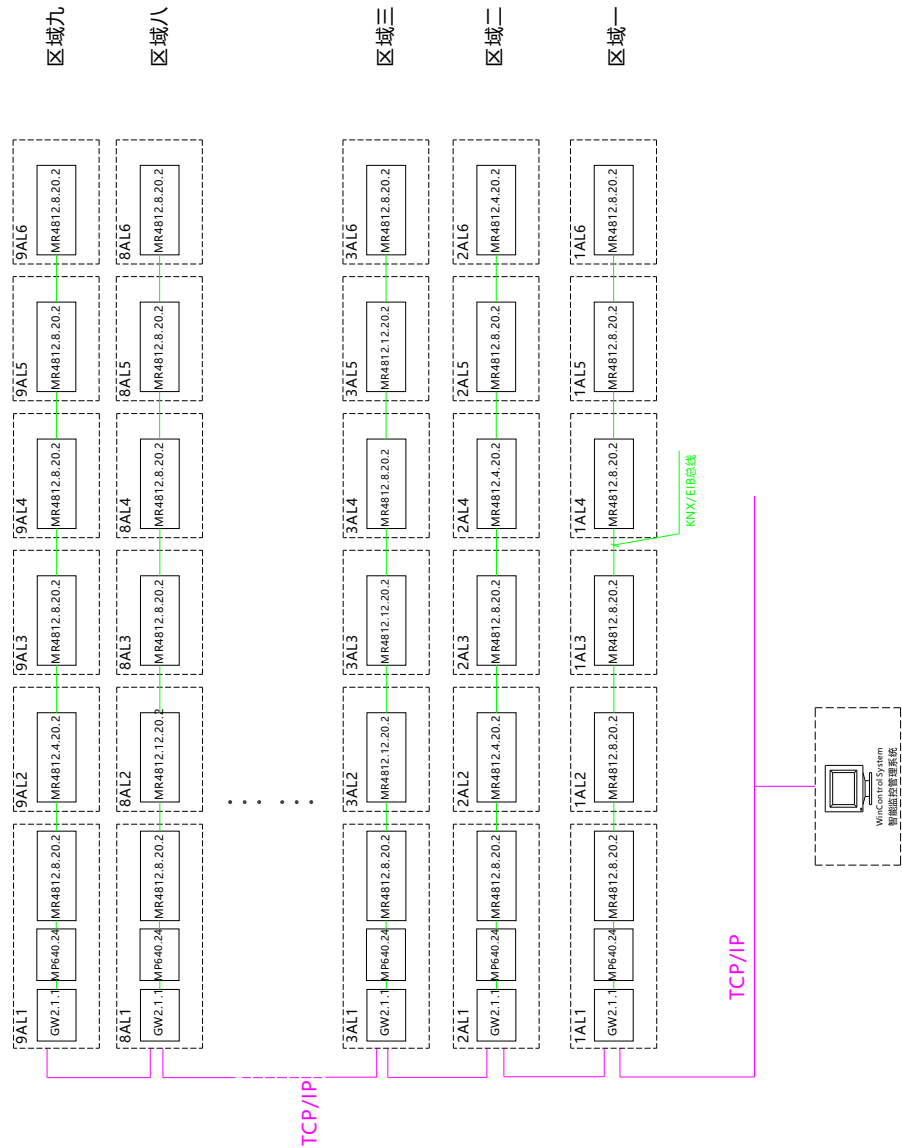 区域九
9AL6
MR4812.8.20.2
9AL5
MR4812.8.20.2
9AL4
MR4812.8.20.2
9AL3
MR4812.8.20.2
9AL2
MR4812.4.20.2
9AL1
MR4812.8.20.2
MP640.24
GW2.1.1
区域八
8AL6
MR4812.8.20.2
8AL5
MR4812.8.20.2
8AL4
MR4812.8.20.2
8AL3
MR4812.8.20.2
8AL2
MR4812.12.20.2
8AL1
MR4812.8.20.2
MP640.24
GW2.1.1
... ...
TCP/IP
区域三
3AL6
MR4812.8.20.2
3AL5
MR4812.12.20.2
3AL4
MR4812.8.20.2
3AL3
MR4812.12.20.2
3AL2
MR4812.12.20.2
3AL1
MR4812.8.20.2
MP640.24
GW2.1.1
区域二
2AL6
MR4812.4.20.2
2AL5
MR4812.8.20.2
2AL4
MR4812.4.20.2
2AL3
MR4812.8.20.2
2AL2
MR4812.4.20.2
2AL1
MR4812.8.20.2
MP640.24
GW2.1.1
区域一
1AL6
MR4812.8.20.2
1AL5
MR4812.8.20.2
1AL4
MR4812.8.20.2
1AL3
MR4812.8.20.2
1AL2
MR4812.8.20.2
1AL1
MR4812.8.20.2
MP640.24
GW2.1.1
KNX/EIB总线
TCP/IP
WinControl System
智能监控管理系统